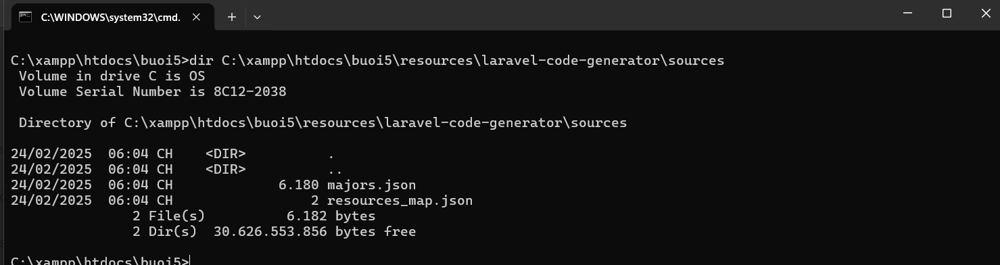 C:\WINDOWS\system32\cmd.
C:\xampp\htdocs\buoi5>dir C:\xampp\htdocs\buoi5\resources\laravel-code-generator\sources
Volume in drive C is OS
Volume Serial Number is 8C12-2038
Directory of C:\xampp\htdocs\buoi5\resources\laravel-code-generator\sources
24/02/2025  06:04 CH    <DIR>          .
24/02/2025  06:04 CH    <DIR>          ..
24/02/2025  06:04 CH             6.180 majors.json
24/02/2025  06:04 CH                 2 resources_map.json
2 File(s)          6.182 bytes
2 Dir(s)  30.626.553.856 bytes free
C:\xampp\htdocs\buoi5>